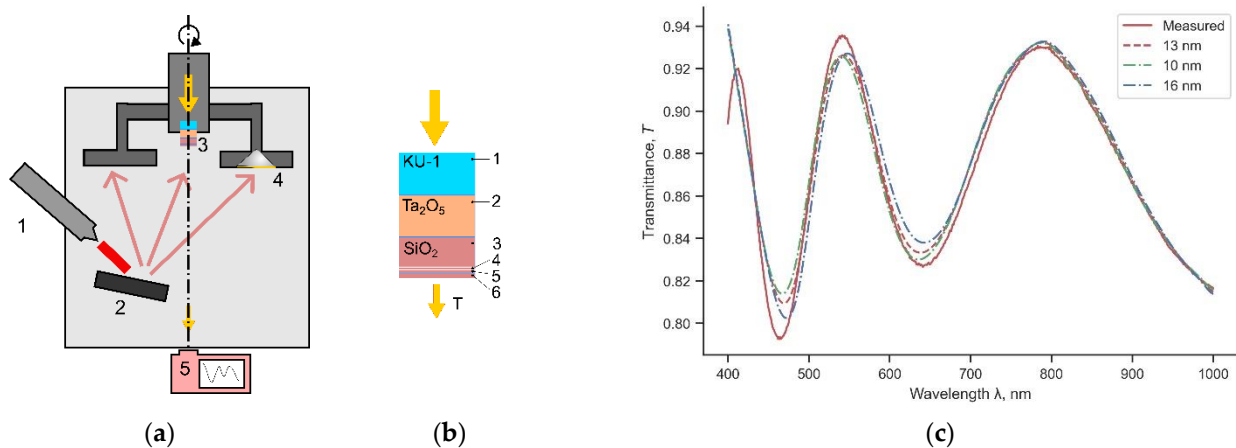 1
2
3
4
5
(a)
KU-1
Ta₂O₅
SiO₂
1
2
3
4
5
6
T
(b)
0.94
0.92
0.90
0.88
0.86
0.84
0.82
0.80
Transmittance, T
400
500
600
700
800
900
1000
Wavelength λ, nm
Measured
13 nm
10 nm
16 nm
(c)